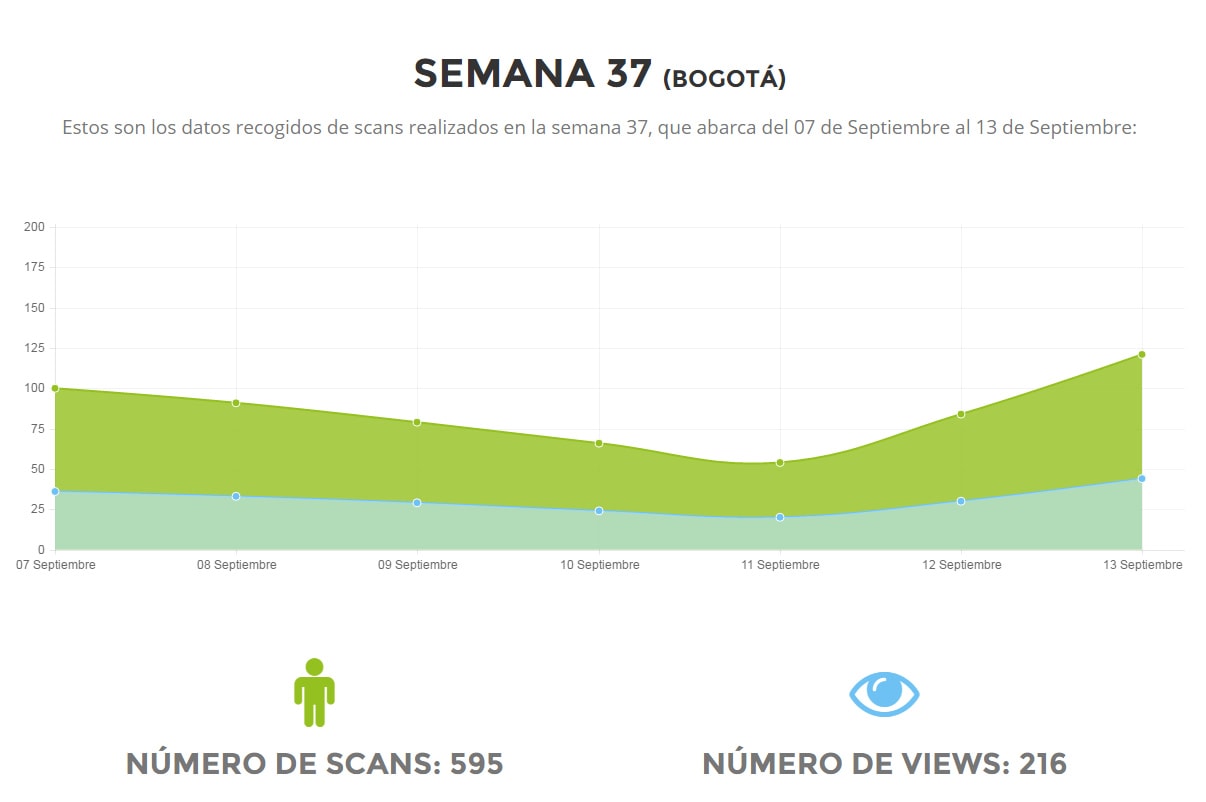 SEMANA 37 (BOGOTÁ)
Estos son los datos recogidos de scans realizados en la semana 37, que abarca del 07 de Septiembre al 13 de Septiembre:
200
175
150
125
100
75
50
25
0
07 Septiembre 08 Septiembre 09 Septiembre 10 Septiembre 11 Septiembre 12 Septiembre 13 Septiembre
NÚMERO DE SCANS: 595 NÚMERO DE VIEWS: 216